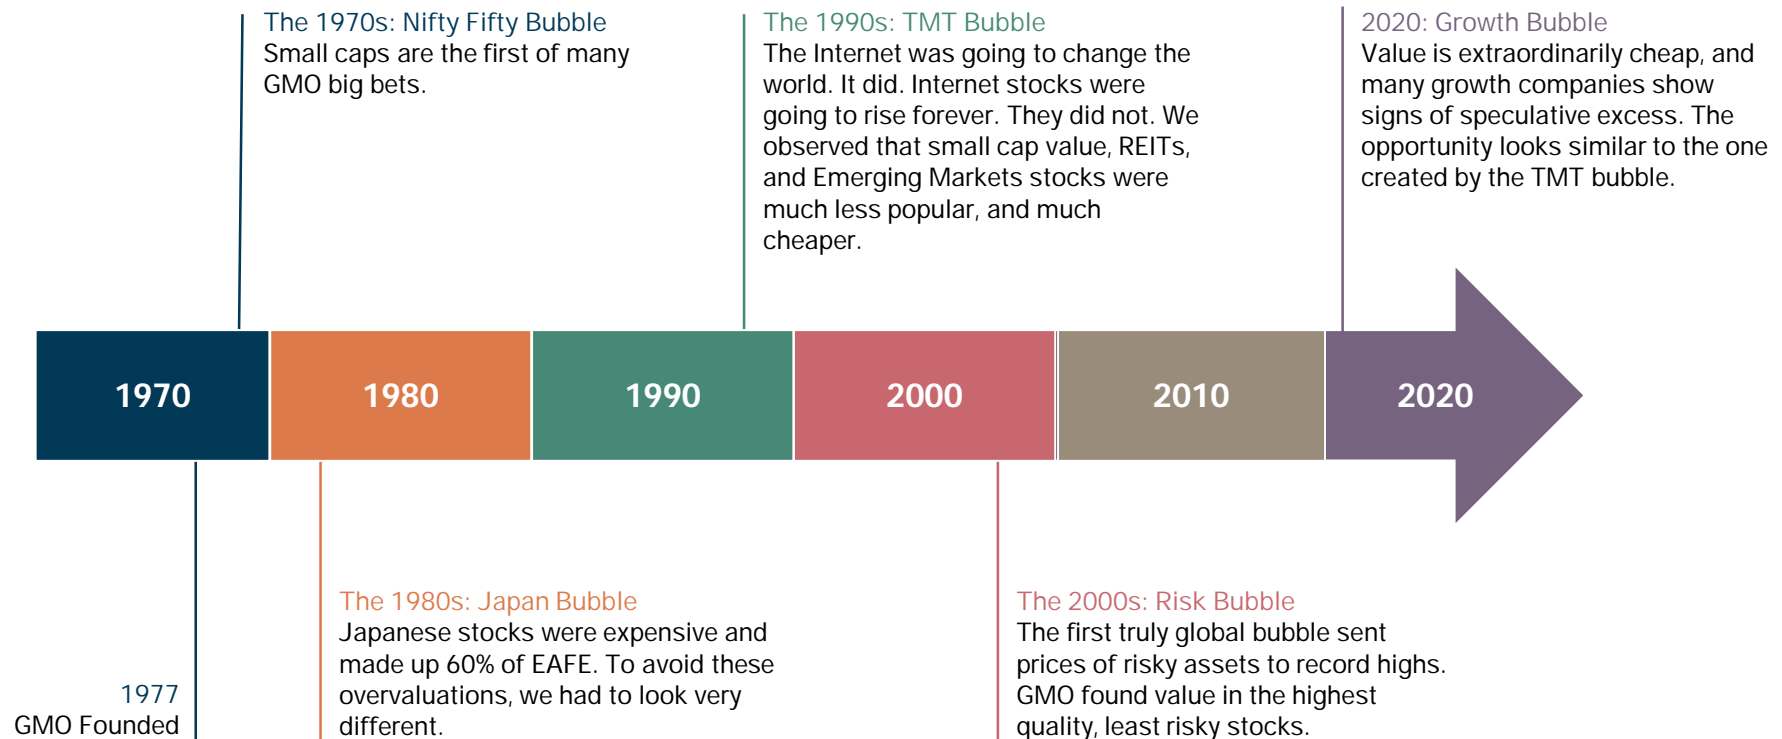 The 1970s: Nifty Fifty Bubble
Small caps are the first of many
GMO big bets.
The 1990s: TMT Bubble
The Internet was going to change the
world. It did. Internet stocks were
going to rise forever. They did not. We
observed that small cap value, REITs,
and Emerging Markets stocks were
much less popular, and much
cheaper.
2020: Growth Bubble
Value is extraordinarily cheap, and
many growth companies show
signs of speculative excess. The
opportunity looks similar to the one
created by the TMT bubble.
1970
1980
1990
2000
2010
2020
1977
GMO Founded
The 1980s: Japan Bubble
Japanese stocks were expensive and
made up 60% of EAFE. To avoid these
overvaluations, we had to look very
different.
The 2000s: Risk Bubble
The first truly global bubble sent
prices of risky assets to record highs.
GMO found value in the highest
quality, least risky stocks.